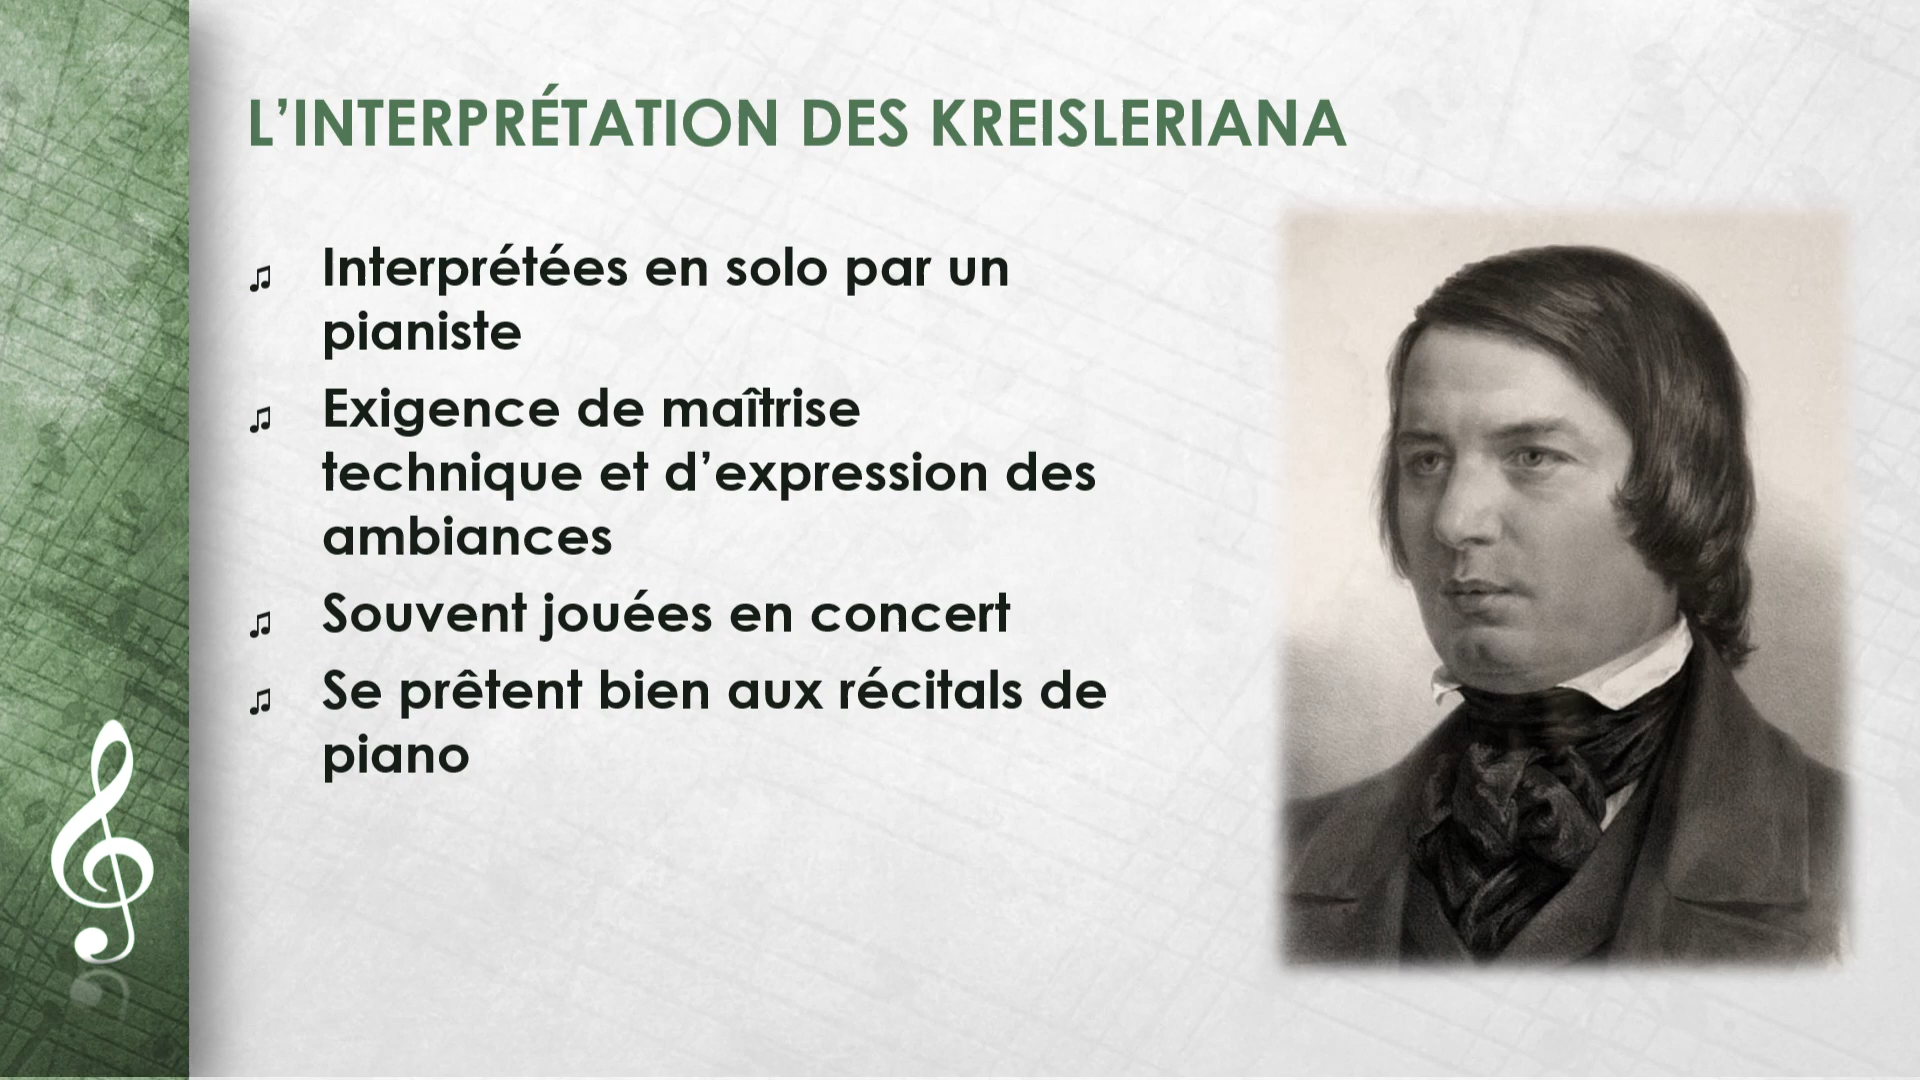 L’INTERPRÉTATION DES KREISLERIANA
♫ Interprétées en solo par un
pianiste
♫ Exigence de maîtrise
technique et d’expression des
ambiances
♫ Souvent jouées en concert
♫ Se prêtent bien aux récitals de
piano